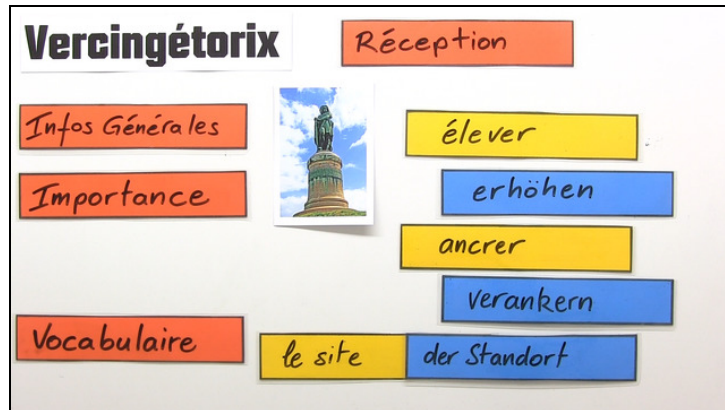 Vercingétorix
Réception
Infos Générales
élever
erhöhen
Importance
ancrer
verankern
Vocabulaire
le site
der Standort